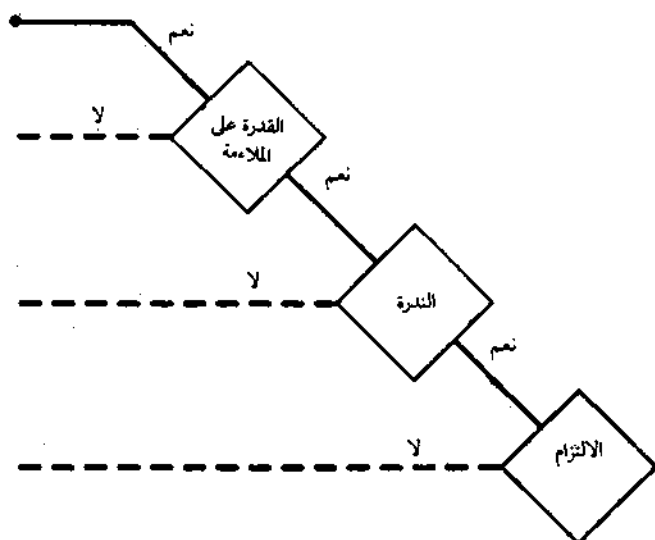 نعم
لا
القدرة على
الملاءمة
نعم
لا
الندرة
نعم
لا
الالتزام